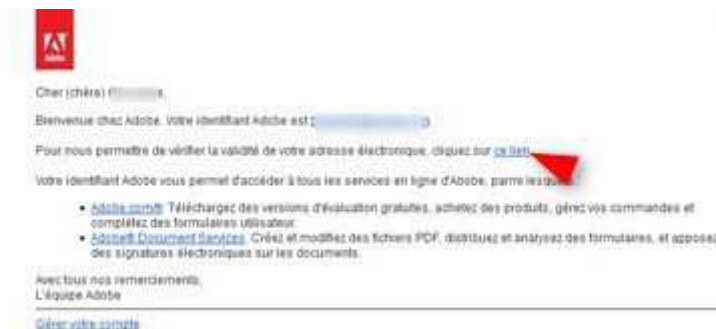 Adobe
Cher (chère)
Bienvenue chez Adobe. Votre identifiant Adobe est
Pour nous permettre de vérifier la validité de votre adresse électronique, cliquez sur ce lien.
Votre identifiant Adobe vous permet d'accéder à tous les services en ligne d'Adobe, parmi
• Adobe.com® Téléchargez des versions d'évaluation gratuites, achetez des produits, gérez vos commandes et
complétez des formulaires utilisateur.
• Adobe® Document Services. Créez et modifiez des fichiers PDF, distribuez et analysez des formulaires, et apposez
des signatures électroniques sur les documents.
Avec tous nos remerciements,
L'équipe Adobe
Gérer votre compte